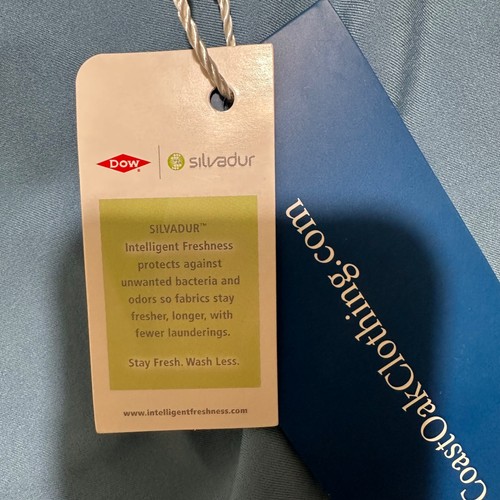 DOW
silvadur
SILVADUR™
Intelligent Freshness
protects against
unwanted bacteria and
odors so fabrics stay
fresher, longer, with
fewer launderings.
Stay Fresh. Wash Less.
www.intelligentfreshness.com
CoastOakClothing.com